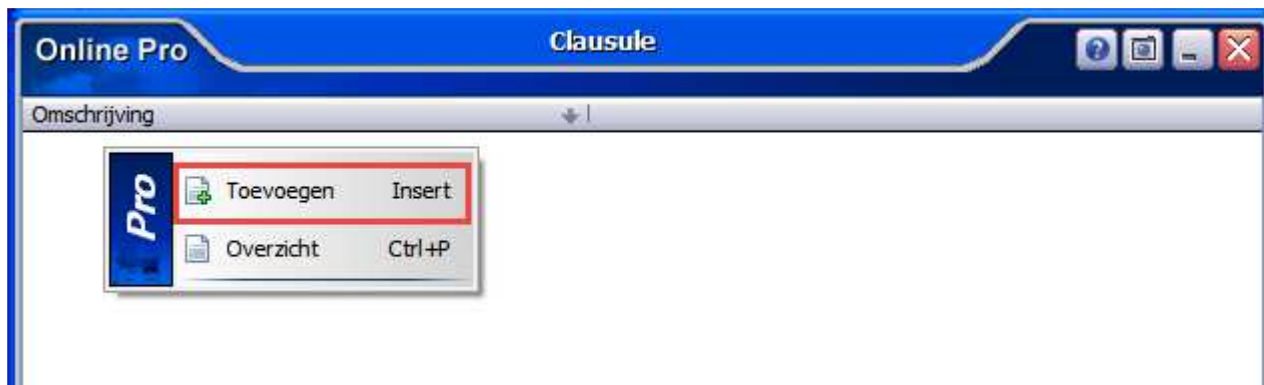 Online Pro Clausule
Omschrijving
Pro
Toevoegen Insert
Overzicht Ctrl+P